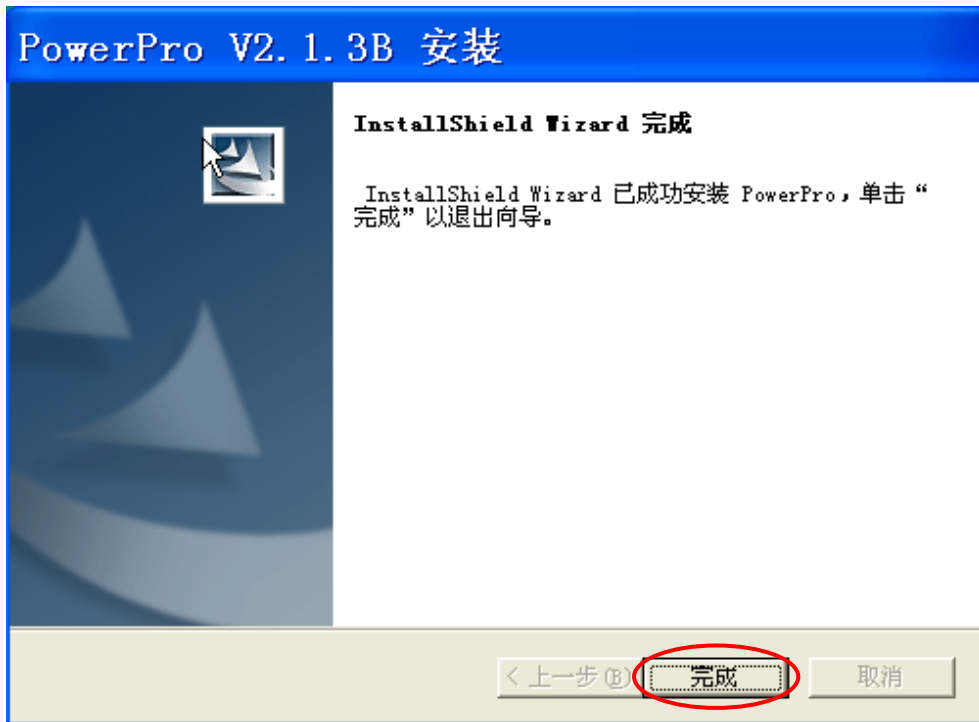 PowerPro V2.1.3B 安装
InstallShield Wizard 完成
InstallShield Wizard 已成功安装 PowerPro，单击“
完成”以退出向导。
< 上一步(B)
完成
取消